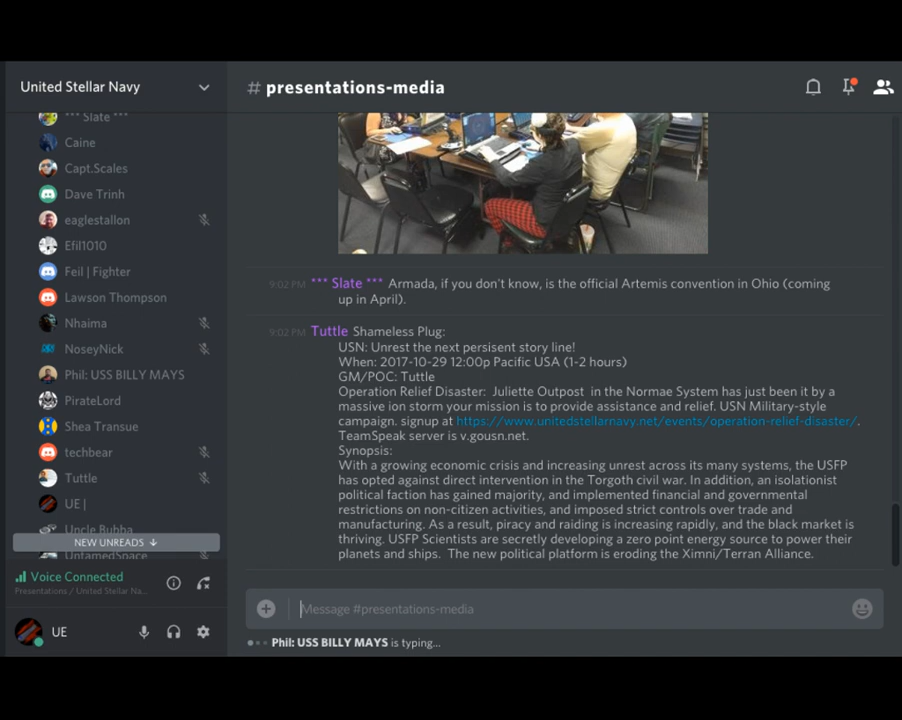 United Stellar Navy
# presentations-media
*** Slate ***
Caine
Capt.Scales
Dave Trinh
eaglestallon
Efil1010
Feil | Fighter
Lawson Thompson
Nhaima
NoseyNick
Phil: USS BILLY MAYS
PirateLord
Shea Transue
techbear
Tuttle
UE |
Uncle Bubba
UntamedSpace
NEW UNREADS
Voice Connected
Presentations / United Stellar Na...
UE
9:02 PM *** Slate *** Armada, if you don't know, is the official Artemis convention in Ohio (coming
up in April).
9:02 PM Tuttle Shameless Plug:
USN: Unrest the next persisent story line!
When: 2017-10-29 12:00p Pacific USA (1-2 hours)
GM/POC: Tuttle
Operation Relief Disaster: Juliette Outpost in the Normae System has just been it by a
massive ion storm your mission is to provide assistance and relief. USN Military-style
campaign. signup at https://www.unitedstellarnavy.net/events/operation-relief-disaster/.
TeamSpeak server is v.gousn.net.
Synopsis:
With a growing economic crisis and increasing unrest across its many systems, the USFP
has opted against direct intervention in the Torgoth civil war. In addition, an isolationist
political faction has gained majority, and implemented financial and governmental
restrictions on non-citizen activities, and imposed strict controls over trade and
manufacturing. As a result, piracy and raiding is increasing rapidly, and the black market is
thriving. USFP Scientists are secretly developing a zero point energy source to power their
planets and ships. The new political platform is eroding the Ximni/Terran Alliance.
Message #presentations-media
Phil: USS BILLY MAYS is typing...